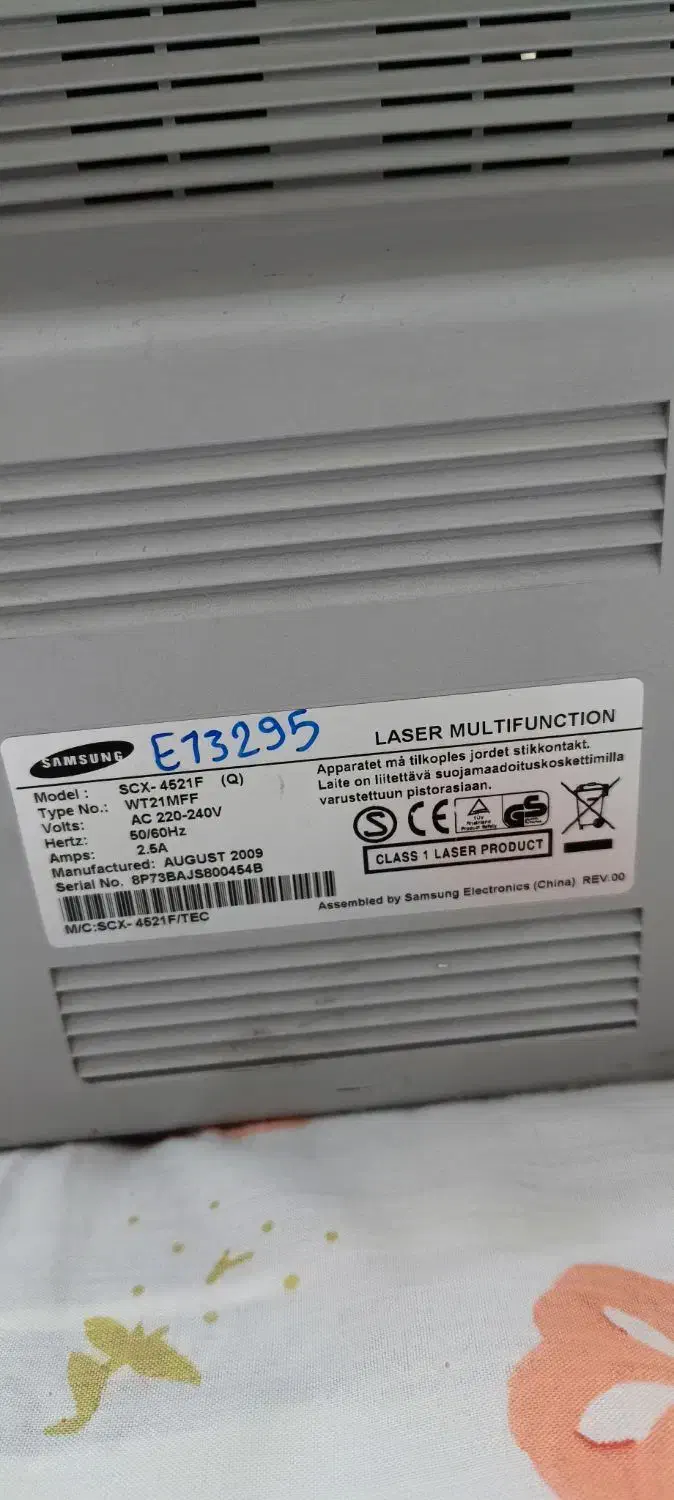 SAMSUNG E13295
LASER MULTIFUNCTION
Model : SCX- 4521F (Q)
Type No.: WT21MFF
Volts: AC 220-240V
Hertz: 50/60Hz
Amps: 2.5A
Manufactured: AUGUST 2009
Serial No. 8P73BAJS800454B
M/C:SCX- 4521F/TEC
Apparatet må tilkoples jordet stikkontakt.
Laite on liitettävä suojamaadoituskoskettimilla
varustettuun pistorasiaan.
S CE GS
CLASS 1 LASER PRODUCT
Assembled by Samsung Electronics (China) REV.00